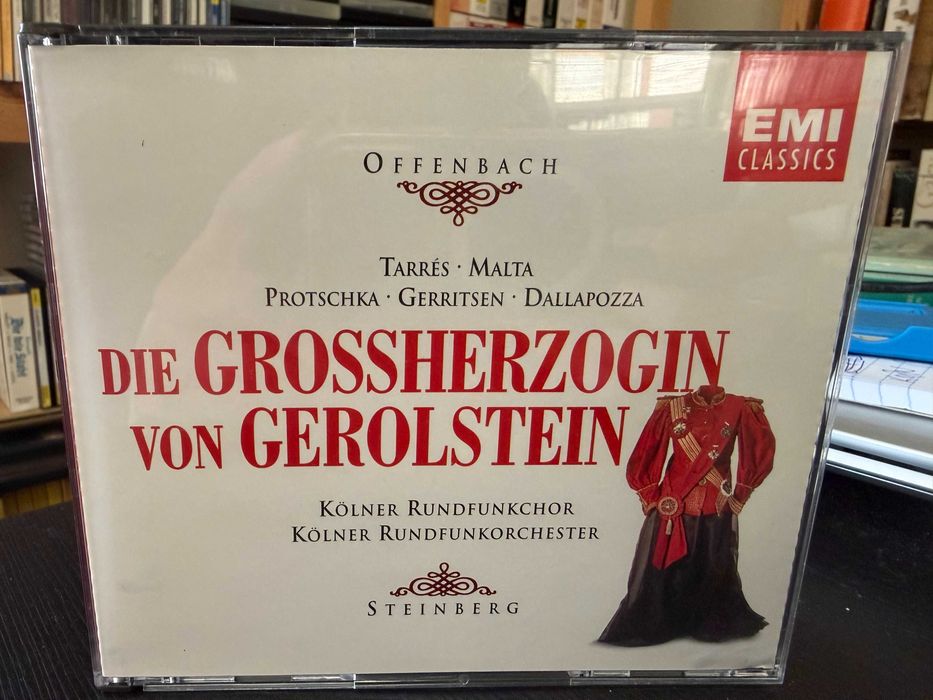 OFFENBACH
EMI
CLASSICS
TARRÉS · MALTA
PROTSCHKA · GERRITSEN · DALLAPOZZA
DIE GROSSHERZOGIN
VON GEROLSTEIN
KÖLNER RUNDFUNKCHOR
KÖLNER RUNDFUNKORCHESTER
STEINBERG